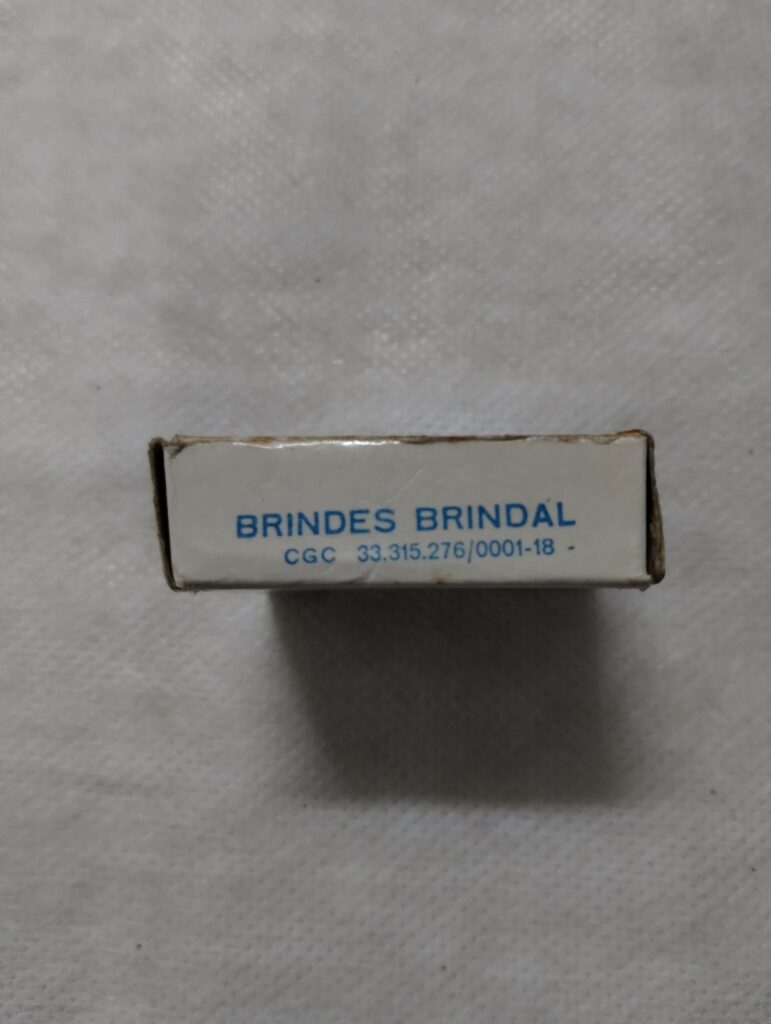 BRINDES BRINDAL
CGC 33.315.276/0001-18 -